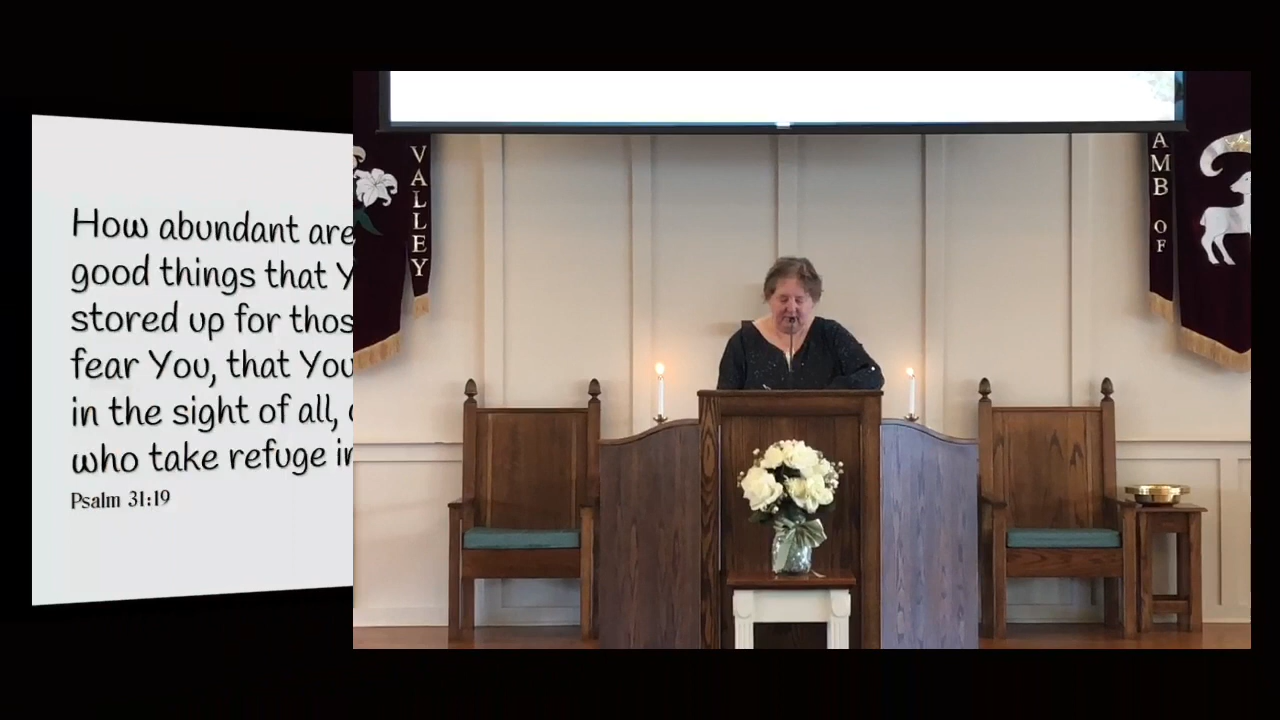 How abundant are
good things that Y
stored up for thos
fear You, that You
in the sight of all,
who take refuge in
Psalm 31:19
VALLEY
AMB
OF